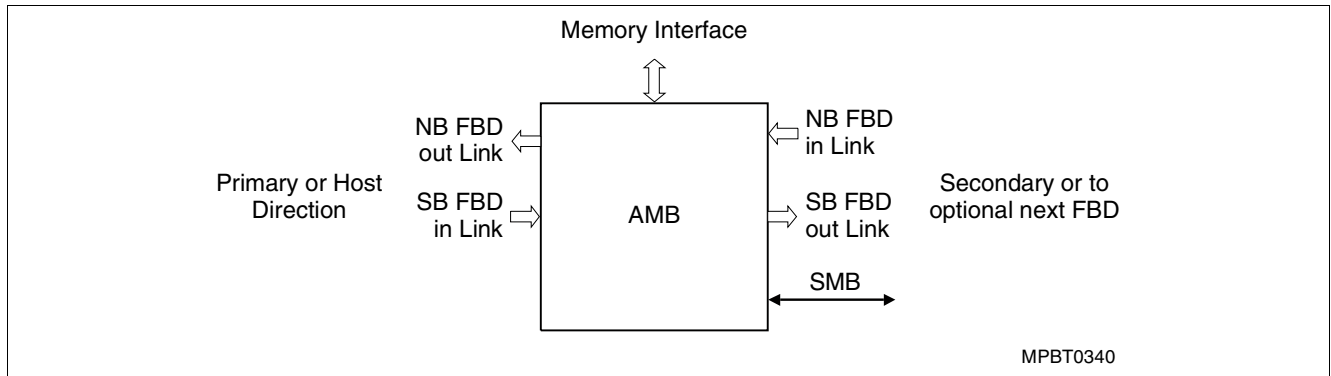 Memory Interface
NB FBD
out Link
NB FBD
in Link
Primary or Host
Direction
SB FBD
in Link
AMB
SB FBD
out Link
Secondary or to
optional next FBD
SMB
MPBT0340